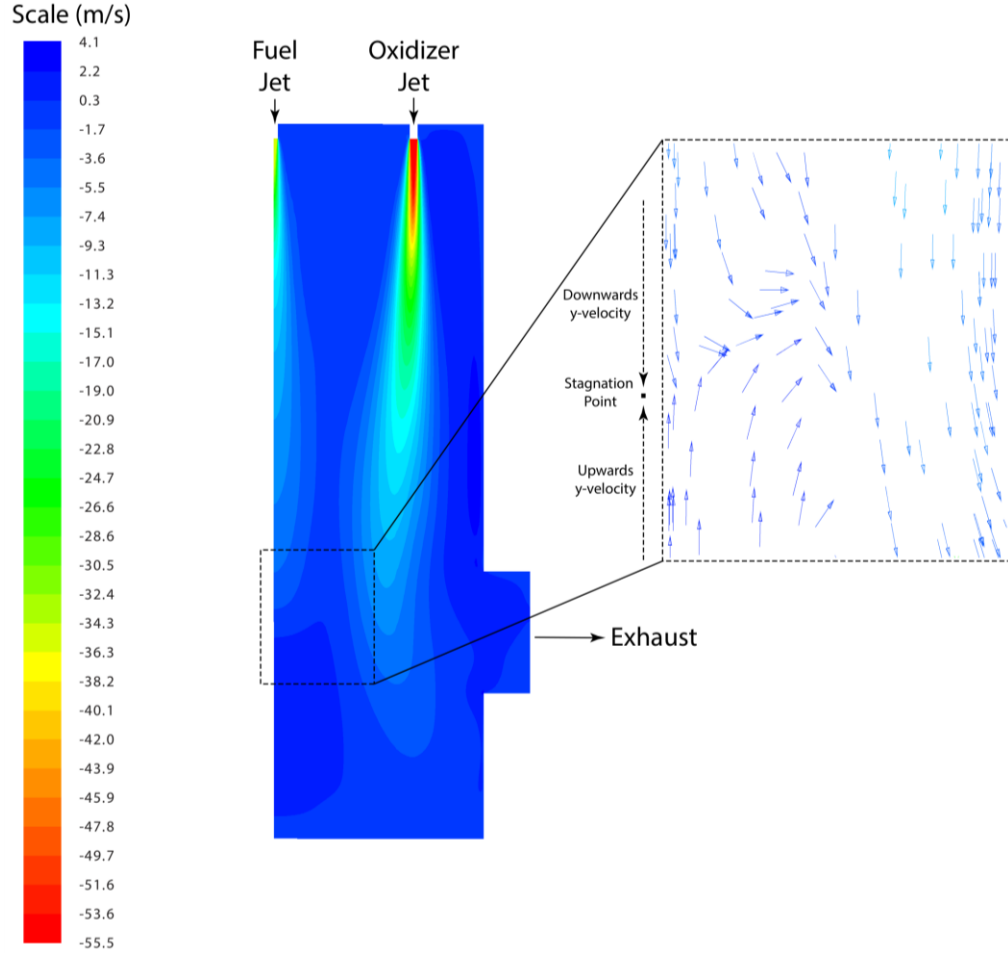 Scale (m/s)
4.1
2.2
0.3
-1.7
-3.6
-5.5
-7.4
-9.3
-11.3
-13.2
-15.1
-17.0
-19.0
-20.9
-22.8
-24.7
-26.6
-28.6
-30.5
-32.4
-34.3
-36.3
-38.2
-40.1
-42.0
-43.9
-45.9
-47.8
-49.7
-51.6
-53.6
-55.5
Fuel
Jet
Oxidizer
Jet
Downwards
y-velocity
Stagnation
Point
Upwards
y-velocity
Exhaust